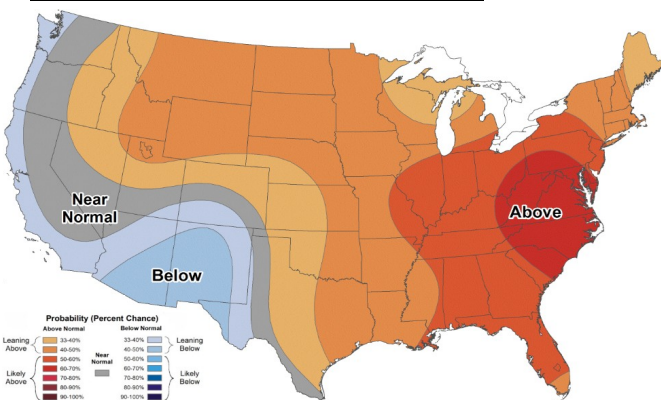 Near
Normal
Above
Below
Probability (Percent Chance)
Above Normal
Below Normal
Leaning
Above
33-40%
40-50%
50-60%
60-70%
70-80%
80-90%
90-100%
Likely
Above
Near
Normal
33-40%
40-50%
50-60%
60-70%
70-80%
80-90%
90-100%
Leaning
Below
Likely
Below